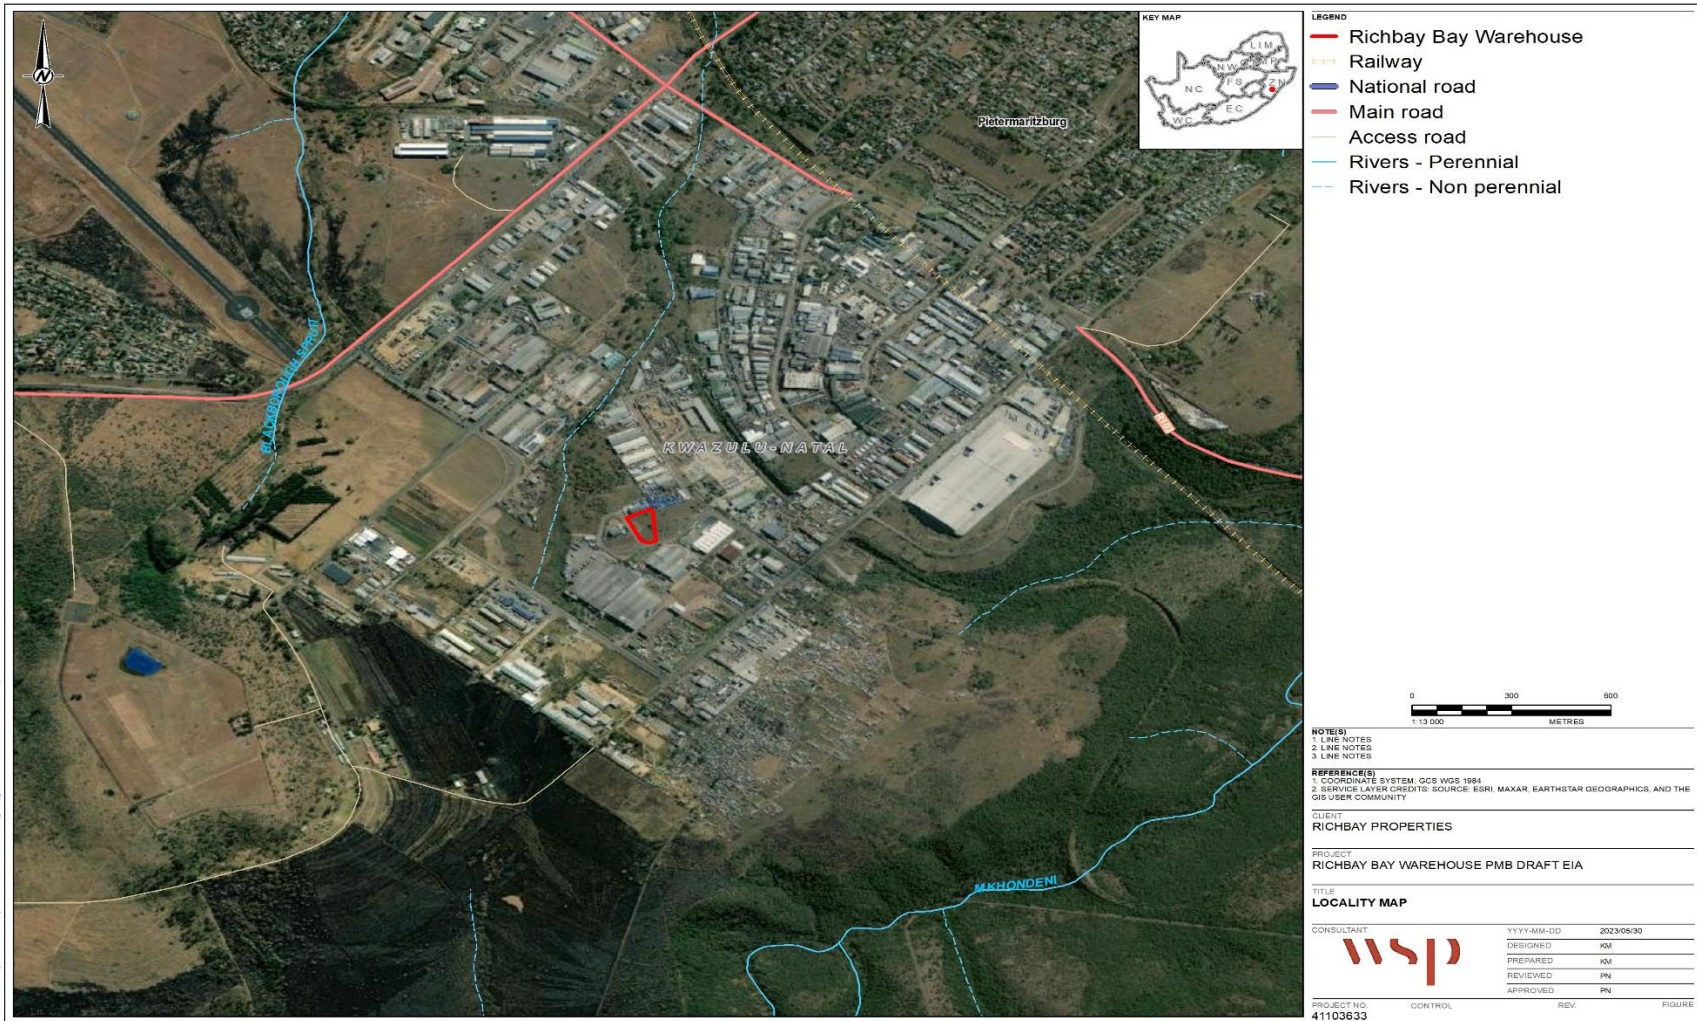 N
KEY MAP
LIM
NW
G
MP
FS
ZN
NC
EC
WC
Pietermaritzburg
BLACKBOROUGH SPRUIT
KWAZULU-NATAL
R103
MKHONDENI
LEGEND
Richbay Bay Warehouse
Railway
National road
Main road
Access road
Rivers - Perennial
Rivers - Non perennial
0 300 600
1:13 000 METRES
NOTE(S)
1. LINE NOTES
2. LINE NOTES
3. LINE NOTES
REFERENCE(S)
1. COORDINATE SYSTEM: GCS WGS 1984
2. SERVICE LAYER CREDITS: SOURCE: ESRI, MAXAR, EARTHSTAR GEOGRAPHICS, AND THE
GIS USER COMMUNITY
CLIENT
RICHBAY PROPERTIES
PROJECT
RICHBAY BAY WAREHOUSE PMB DRAFT EIA
TITLE
LOCALITY MAP
CONSULTANT
wsp
YYYY-MM-DD 2023/05/30
DESIGNED KM
PREPARED KM
REVIEWED PN
APPROVED PN
PROJECT NO. CONTROL REV. FIGURE
41103633